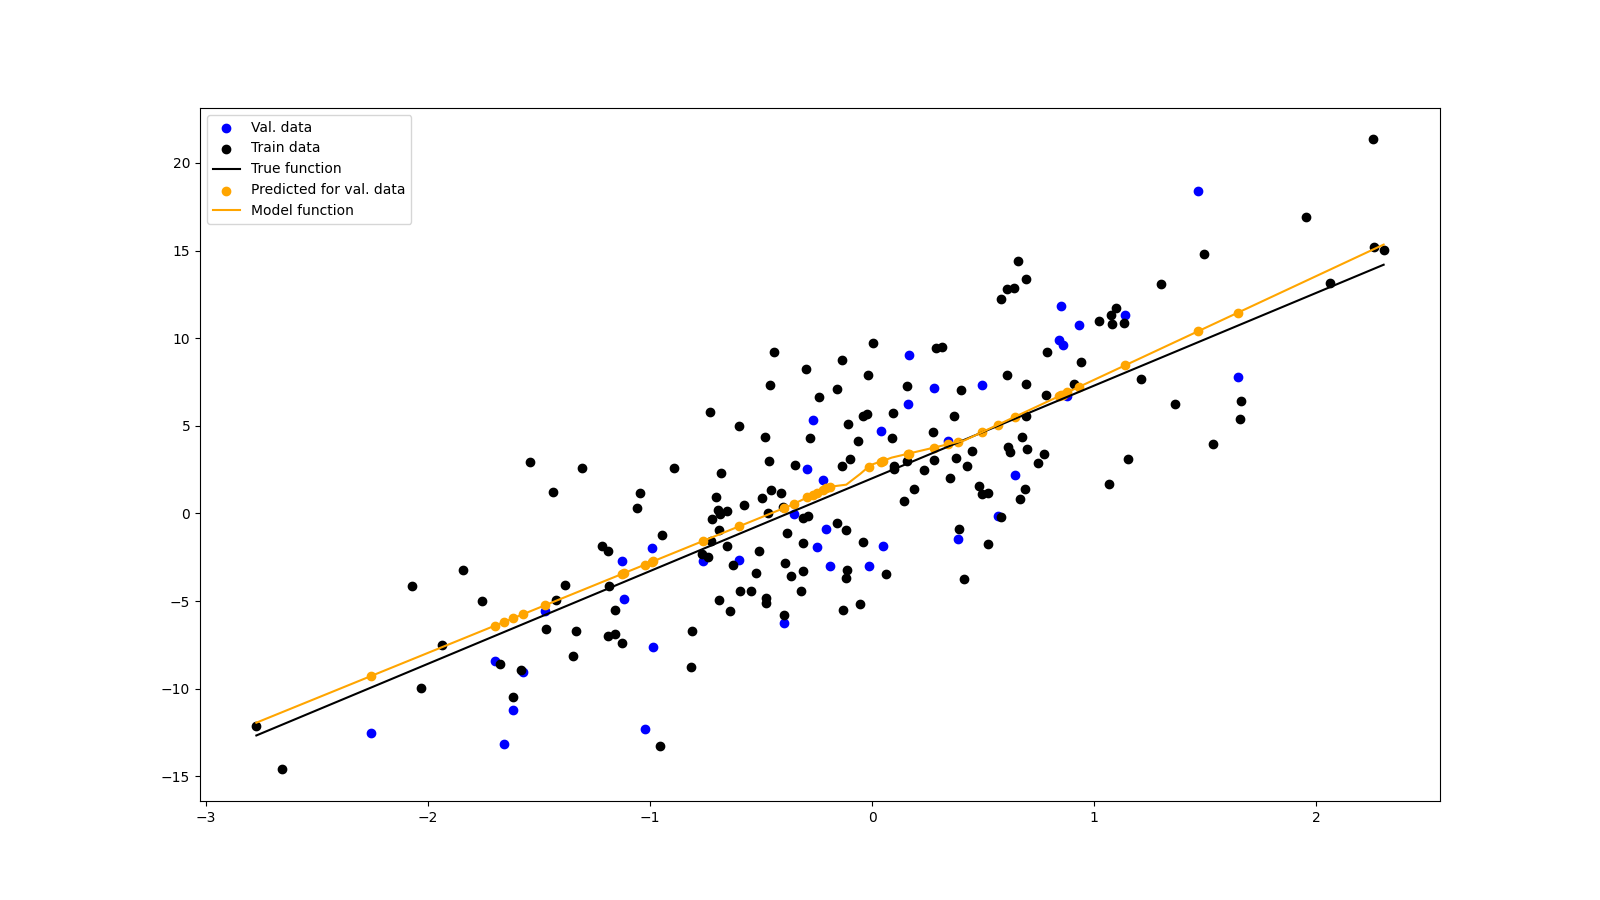 Val. data
Train data
True function
Predicted for val. data
Model function
20
15
10
5
0
−5
−10
−15
−3
−2
−1
0
1
2